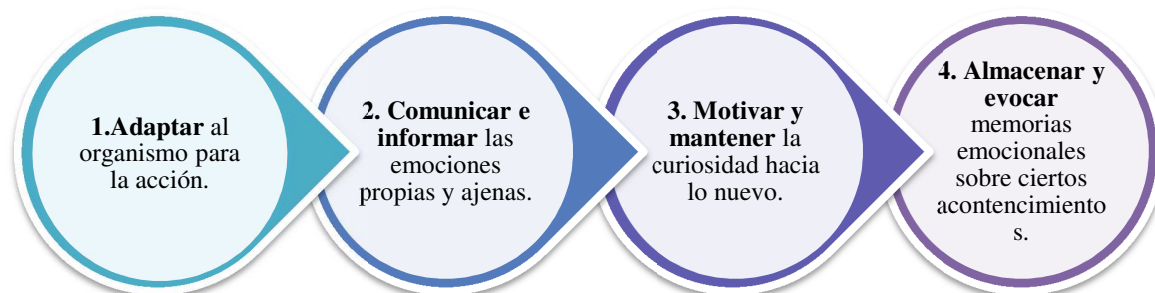 1.Adaptar al
organismo para
la acción.
2. Comunicar e
informar las
emociones
propias y ajenas.
3. Motivar y
mantener la
curiosidad hacia
lo nuevo.
4. Almacenar y
evocar
memorias
emocionales
sobre ciertos
acontencimiento
s.